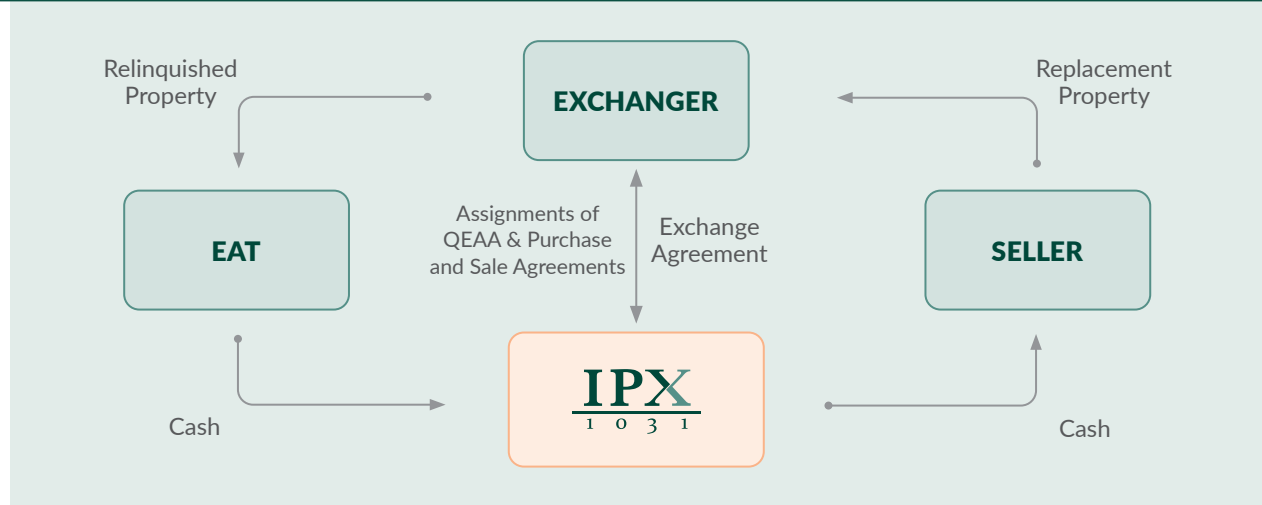 Relinquished
Property
EXCHANGER
Replacement
Property
EAT
Assignments of
QEAA & Purchase
and Sale Agreements
Exchange
Agreement
SELLER
Cash
IPX
1031
Cash